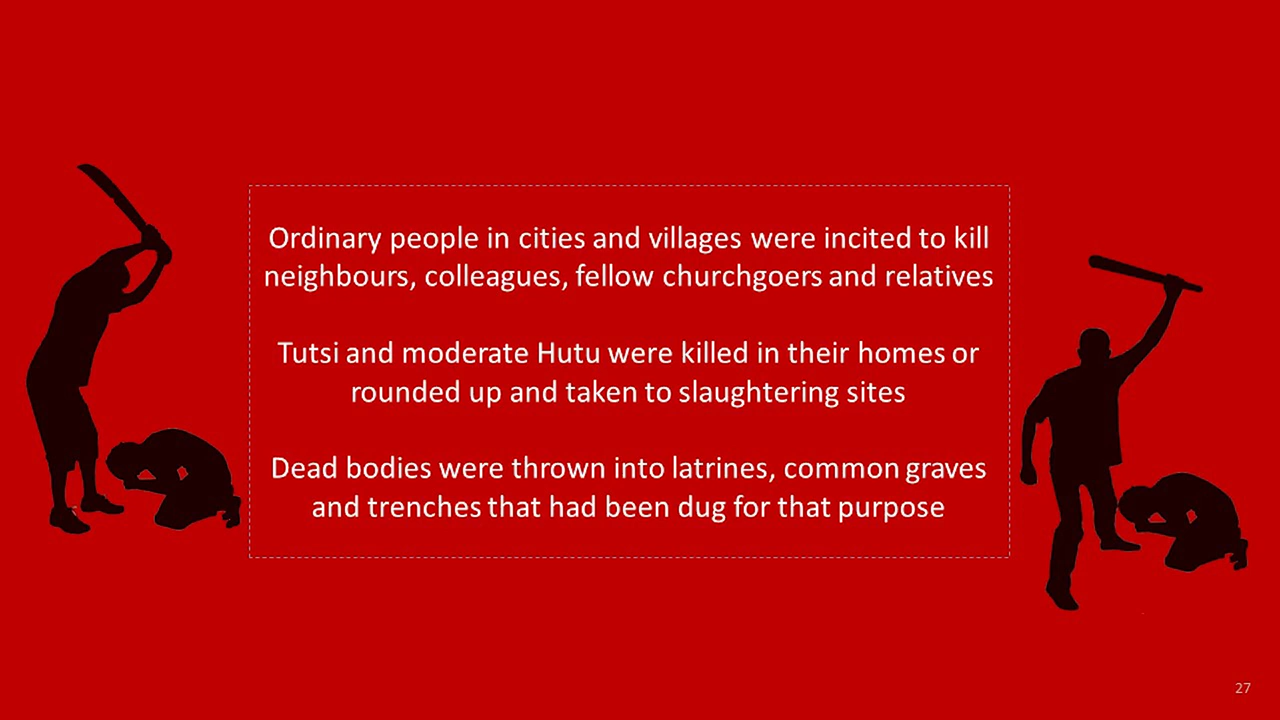 Ordinary people in cities and villages were incited to kill
neighbours, colleagues, fellow churchgoers and relatives
Tutsi and moderate Hutu were killed in their homes or
rounded up and taken to slaughtering sites
Dead bodies were thrown into latrines, common graves
and trenches that had been dug for that purpose
27